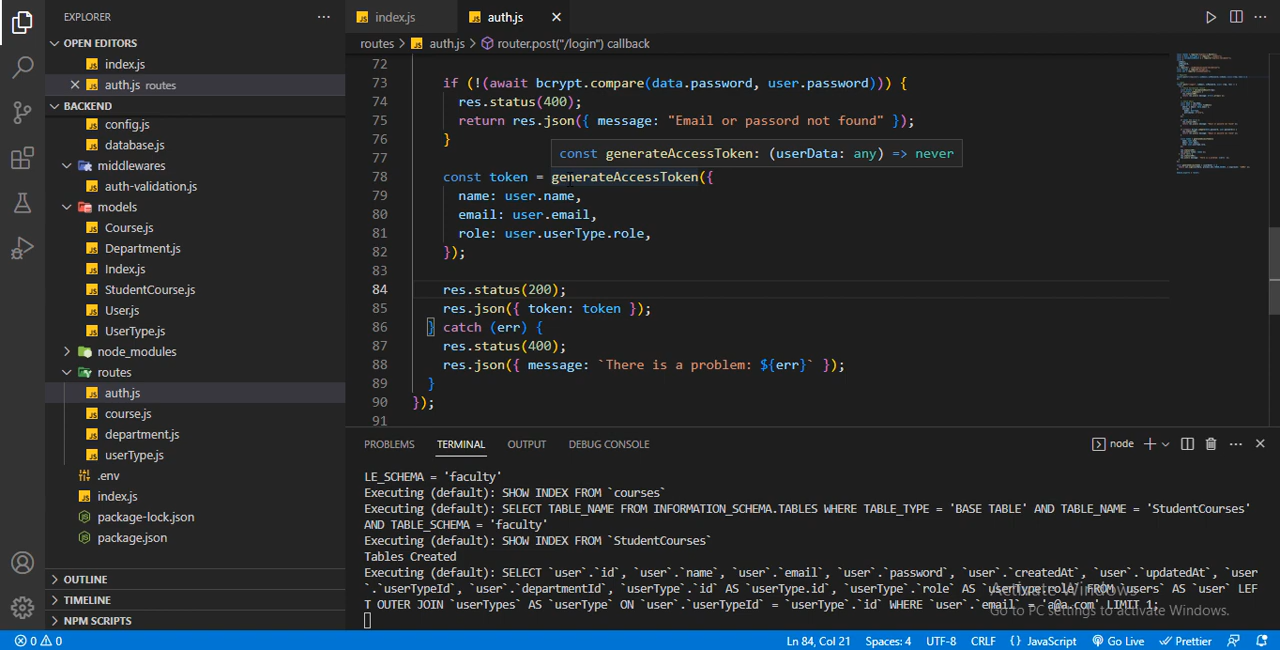 EXPLORER
index.js
auth.js
OPEN EDITORS
index.js
auth.js routes
BACKEND
config.js
database.js
middlewares
auth-validation.js
models
Course.js
Department.js
Index.js
StudentCourse.js
User.js
UserType.js
node_modules
routes
auth.js
course.js
department.js
userType.js
.env
index.js
package-lock.json
package.json
OUTLINE
TIMELINE
NPM SCRIPTS
routes > auth.js > router.post("/login") callback
72
73 if (!(await bcrypt.compare(data.password, user.password))) {
74 res.status(400);
75 return res.json({ message: "Email or passord not found" });
76 }
77
const generateAccessToken: (userData: any) => never
78 const token = generateAccessToken({
79 name: user.name,
80 email: user.email,
81 role: user.userType.role,
82 });
83
84 res.status(200);
85 res.json({ token: token });
86 } catch (err) {
87 res.status(400);
88 res.json({ message: `There is a problem: ${err}` });
89 }
90 });
91
PROBLEMS TERMINAL OUTPUT DEBUG CONSOLE
node
LE_SCHEMA = 'faculty'
Executing (default): SHOW INDEX FROM `courses`
Executing (default): SELECT TABLE_NAME FROM INFORMATION_SCHEMA.TABLES WHERE TABLE_TYPE = 'BASE TABLE' AND TABLE_NAME = 'StudentCourses'
AND TABLE_SCHEMA = 'faculty'
Executing (default): SHOW INDEX FROM `StudentCourses`
Tables Created
Executing (default): SELECT `user`.`id`, `user`.`name`, `user`.`email`, `user`.`password`, `user`.`createdAt`, `user`.`updatedAt`, `user
`.`userTypeId`, `user`.`departmentId`, `userType`.`id` AS `userType.id`, `userType`.`role` AS `userType.role` FROM `users` AS `user` LEF
T OUTER JOIN `userTypes` AS `userType` ON `user`.`userTypeId` = `userType`.`id` WHERE `user`.`email` = 'a@a.com' LIMIT 1;
Activate Windows
Go to PC settings to activate Windows.
0 0
Ln 84, Col 21 Spaces: 4 UTF-8 CRLF {} JavaScript Go Live Prettier